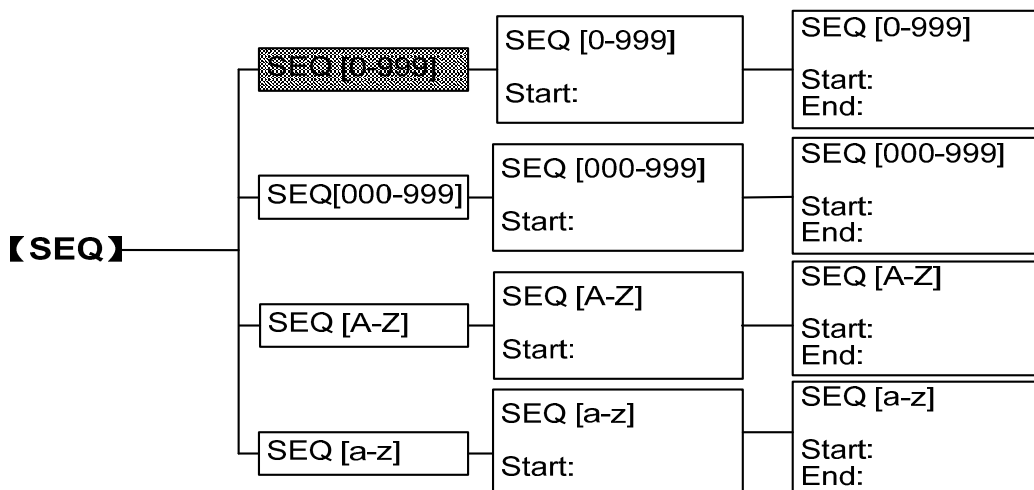 【SEQ】
SEQ [0-999]
SEQ [0-999]
Start:
SEQ [0-999]
Start:
End:
SEQ[000-999]
SEQ [000-999]
Start:
SEQ [000-999]
Start:
End:
SEQ [A-Z]
SEQ [A-Z]
Start:
SEQ [A-Z]
Start:
End:
SEQ [a-z]
SEQ [a-z]
Start:
SEQ [a-z]
Start:
End: